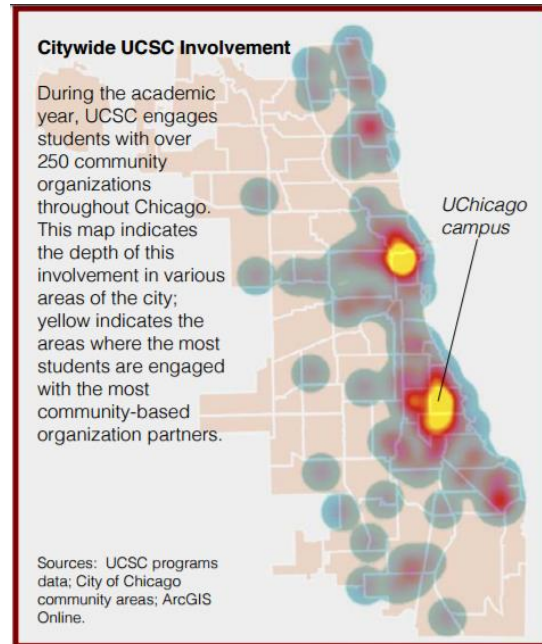 Citywide UCSC Involvement
During the academic
year, UCSC engages
students with over
250 community
organizations
throughout Chicago.
This map indicates
the depth of this
involvement in various
areas of the city;
yellow indicates the
areas where the most
students are engaged
with the most
community-based
organization partners.
UChicago
campus
Sources: UCSC programs
data; City of Chicago
community areas; ArcGIS
Online.